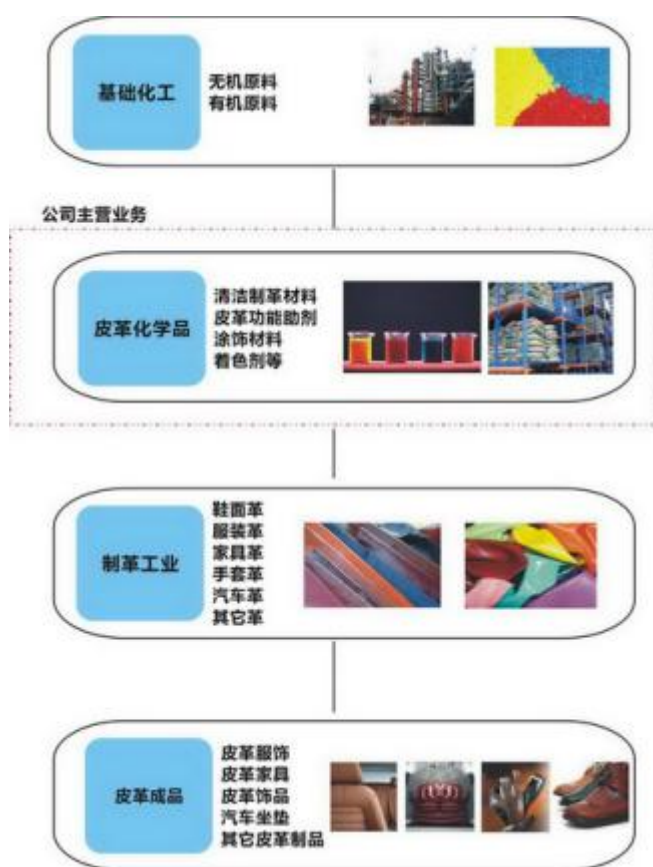 基础化工
无机原料
有机原料
公司主营业务
皮革化学品
清洁制革材料
皮革功能助剂
涂饰材料
着色剂等
制革工业
鞋面革
服装革
家具革
手套革
汽车革
其它革
皮革成品
皮革服饰
皮革家具
皮革饰品
汽车坐垫
其它皮革制品